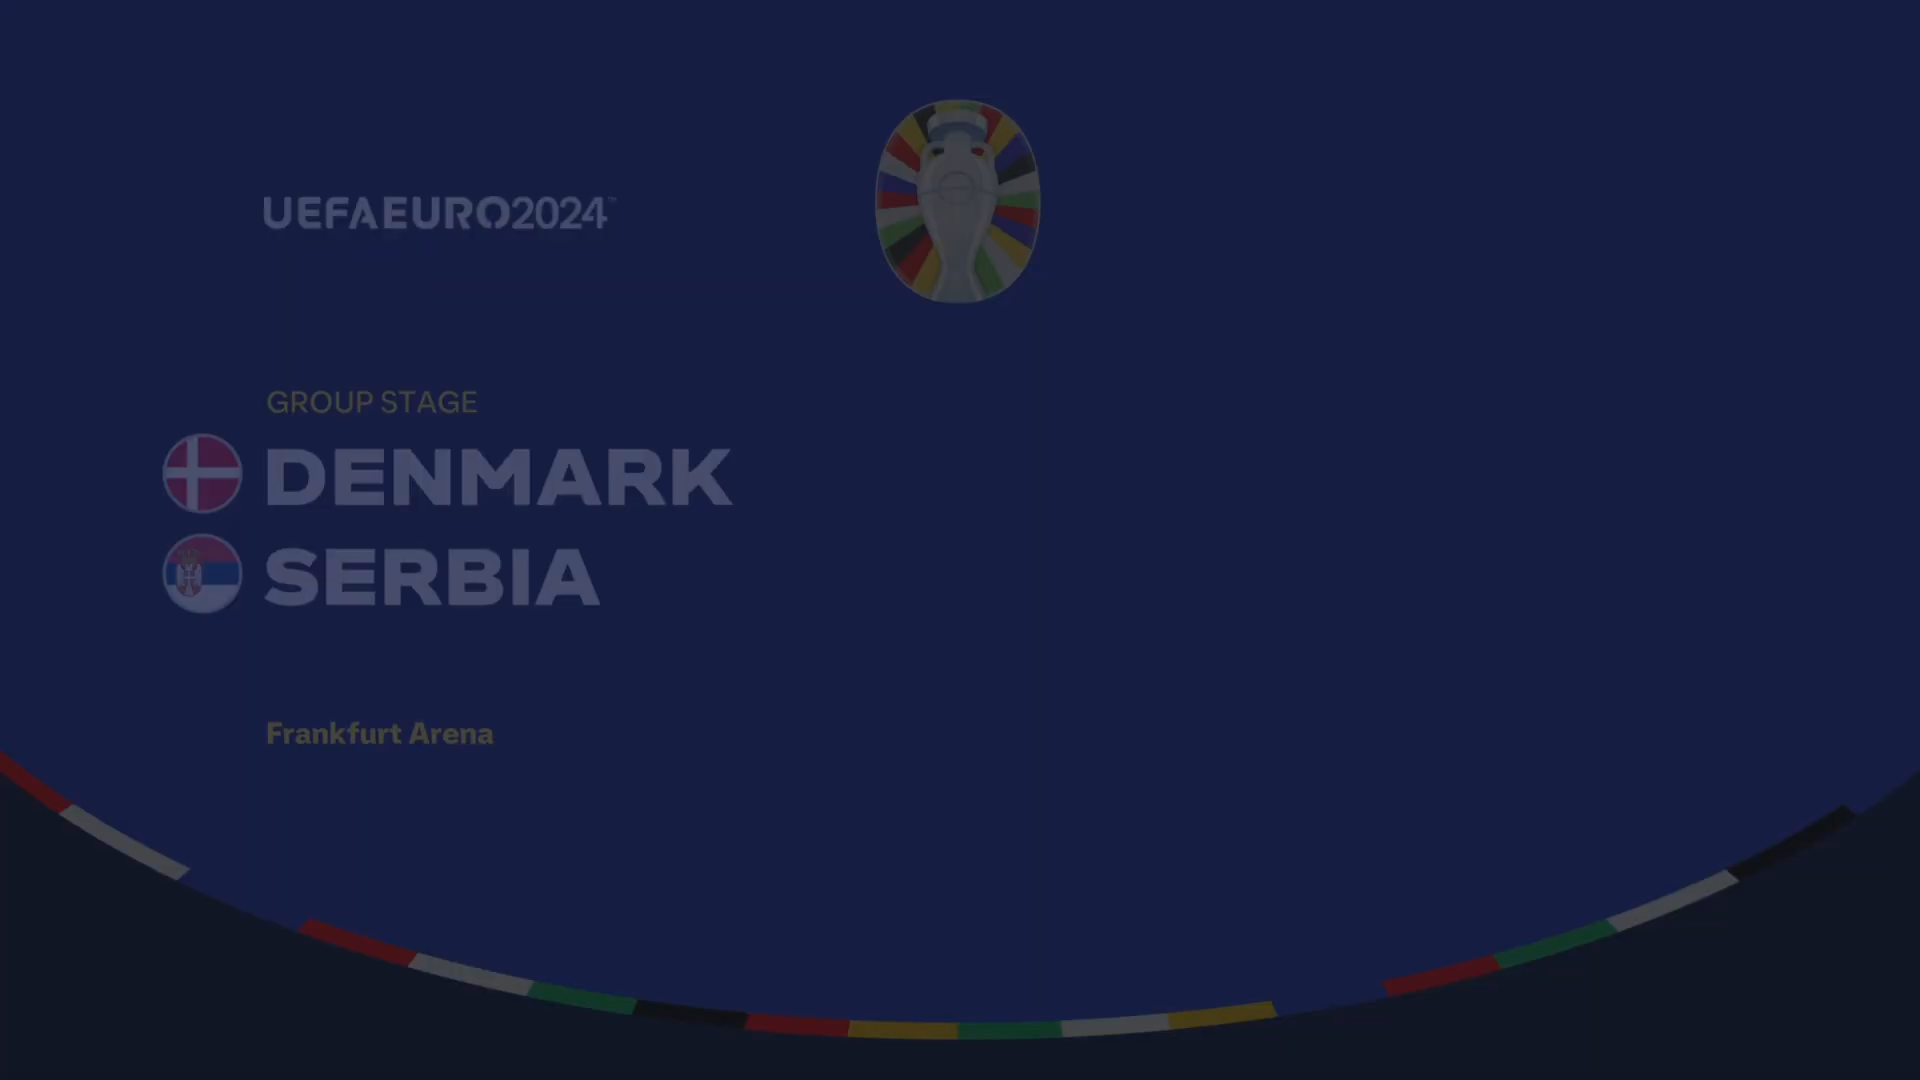 UEFAEURO2024™
GROUP STAGE
DENMARK
SERBIA
Frankfurt Arena